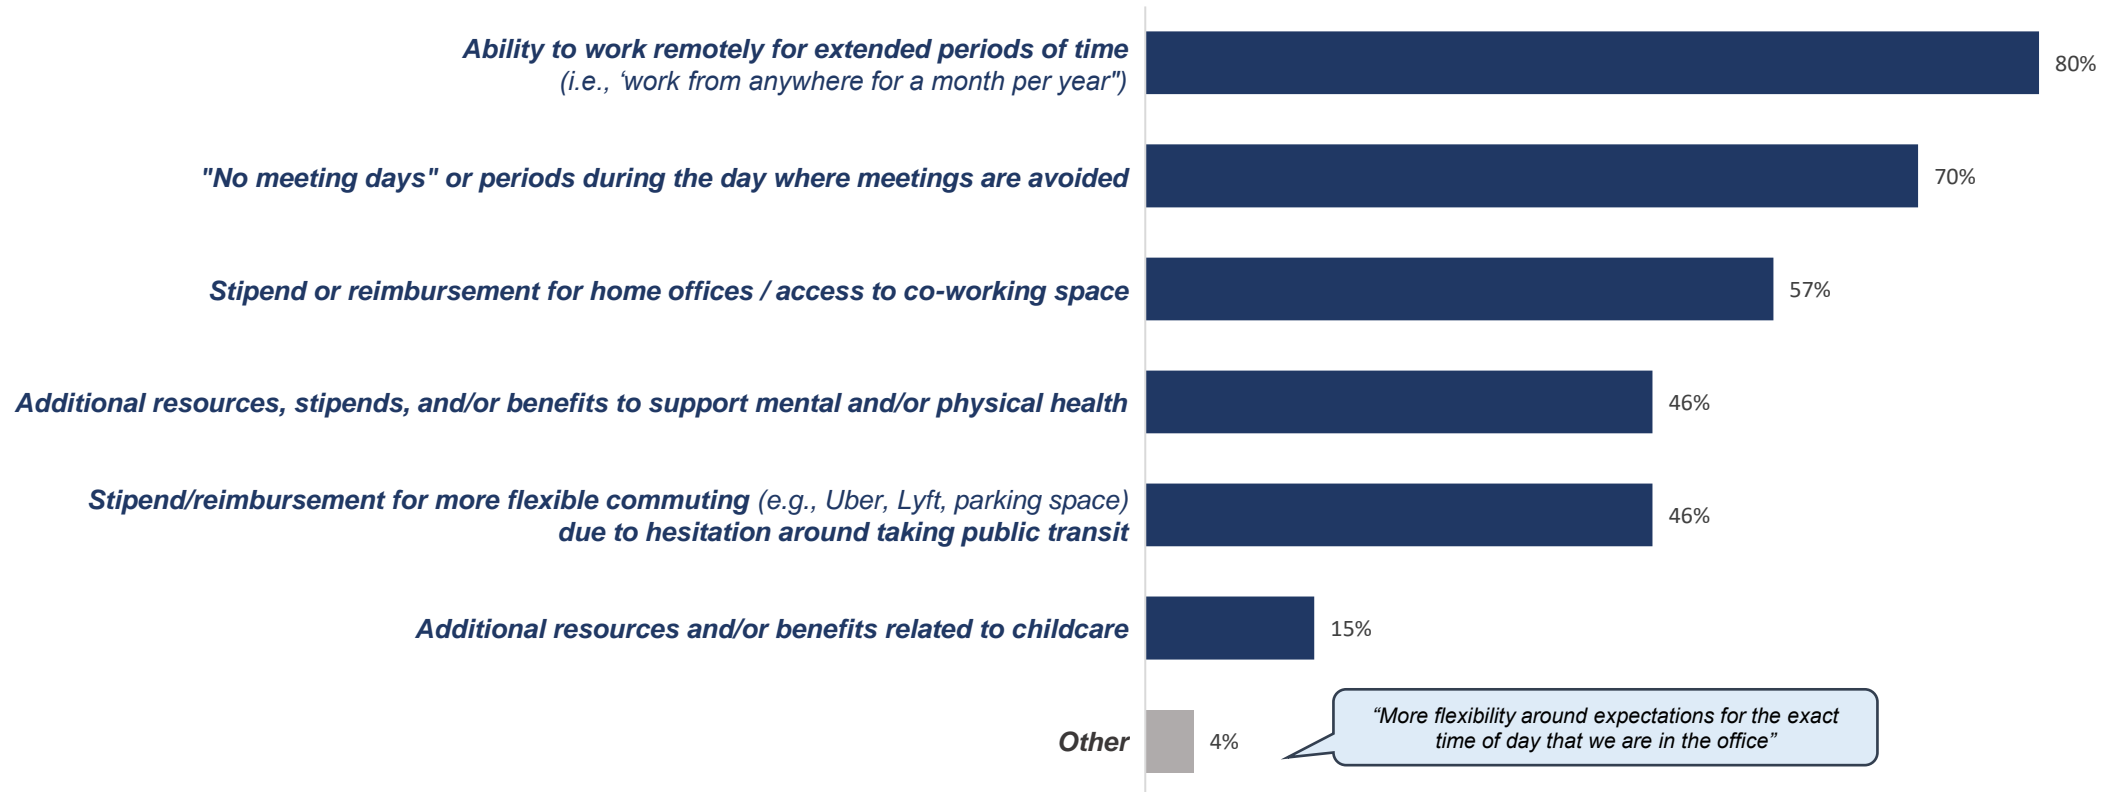 Ability to work remotely for extended periods of time
(i.e., ‘work from anywhere for a month per year")
80%
"No meeting days" or periods during the day where meetings are avoided
70%
Stipend or reimbursement for home offices / access to co-working space
57%
Additional resources, stipends, and/or benefits to support mental and/or physical health
46%
Stipend/reimbursement for more flexible commuting (e.g., Uber, Lyft, parking space)
due to hesitation around taking public transit
46%
Additional resources and/or benefits related to childcare
15%
Other
4%
“More flexibility around expectations for the exact
time of day that we are in the office”